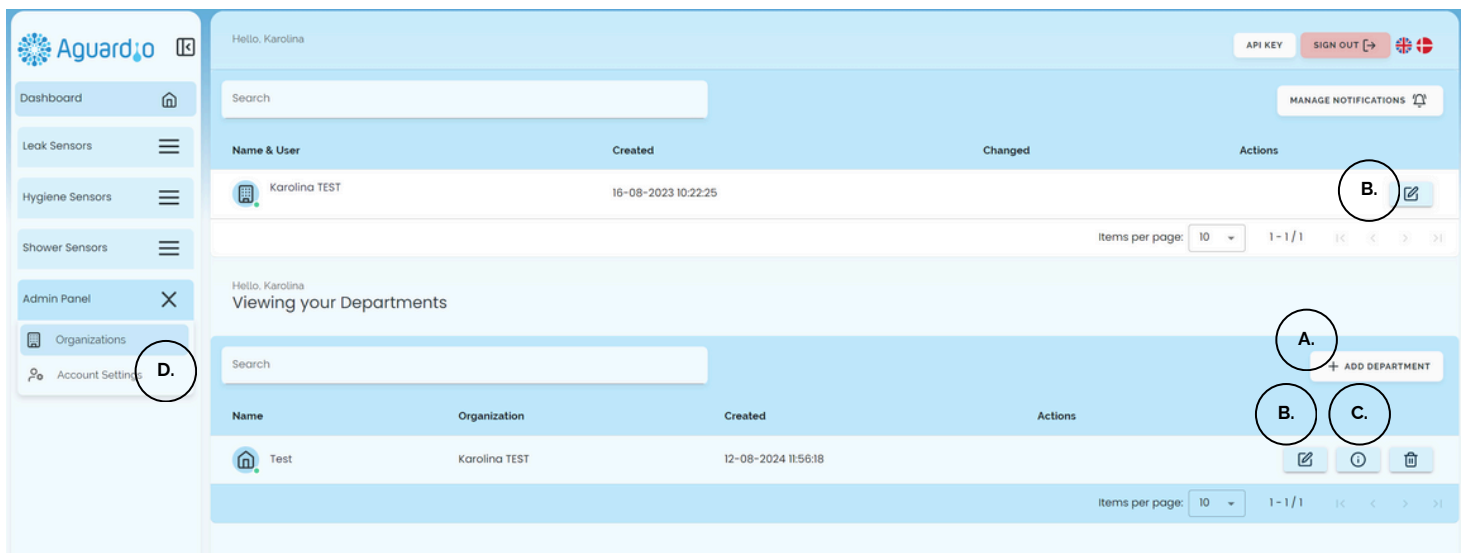 Aguardio
Hello, Karolina
API KEY
SIGN OUT
Dashboard
Search
MANAGE NOTIFICATIONS
Leak Sensors
Name & User Created Changed Actions
Karolina TEST 16-08-2023 10:22:25 B.
Hygiene Sensors
Shower Sensors
Items per page: 10 1-1/1
Admin Panel
Hello, Karolina
Viewing your Departments
Organizations
Account Settings D.
A.
Search
+ ADD DEPARTMENT
Name Organization Created Actions B. C.
Test Karolina TEST 12-08-2024 11:56:18
Items per page: 10 1-1/1